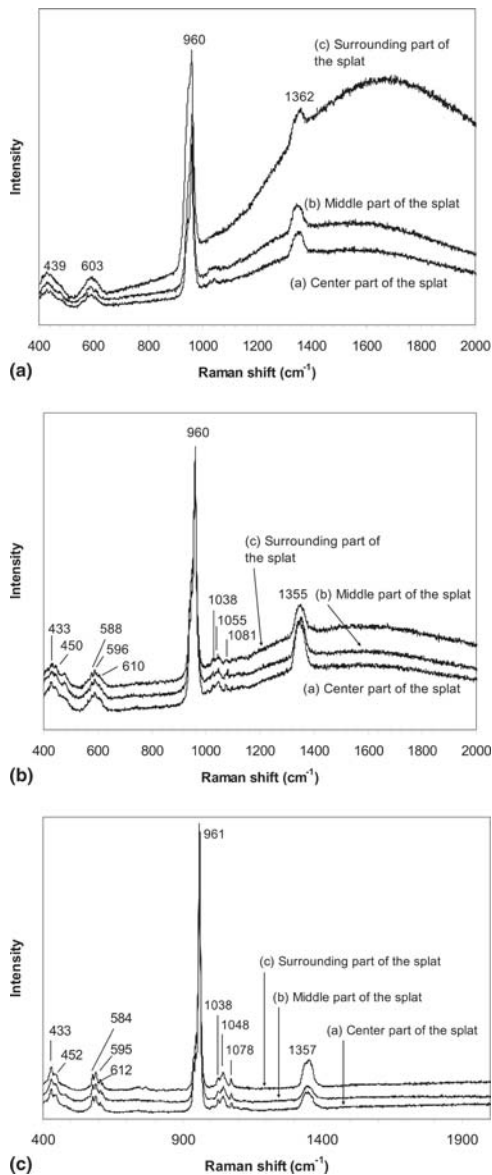 960
(c) Surrounding part of
the splat
1362
Intensity
(b) Middle part of the splat
439
603
(a) Center part of the splat
400 600 800 1000 1200 1400 1600 1800 2000
(a)
Raman shift (cm-1)
960
(c) Surrounding part of
the splat
Intensity
1038
1355
(b) Middle part of the splat
1055
433
588
1081
450
596
610
(a) Center part of the splat
400 600 800 1000 1200 1400 1600 1800 2000
(b)
Raman shift (cm-1)
961
Intensity
(c) Surrounding part of the splat
(b) Middle part of the splat
584
1038
(a) Center part of the splat
433
1048
595
452
1078
1357
612
400 900 1400 1900
(c)
Raman shift (cm-1)